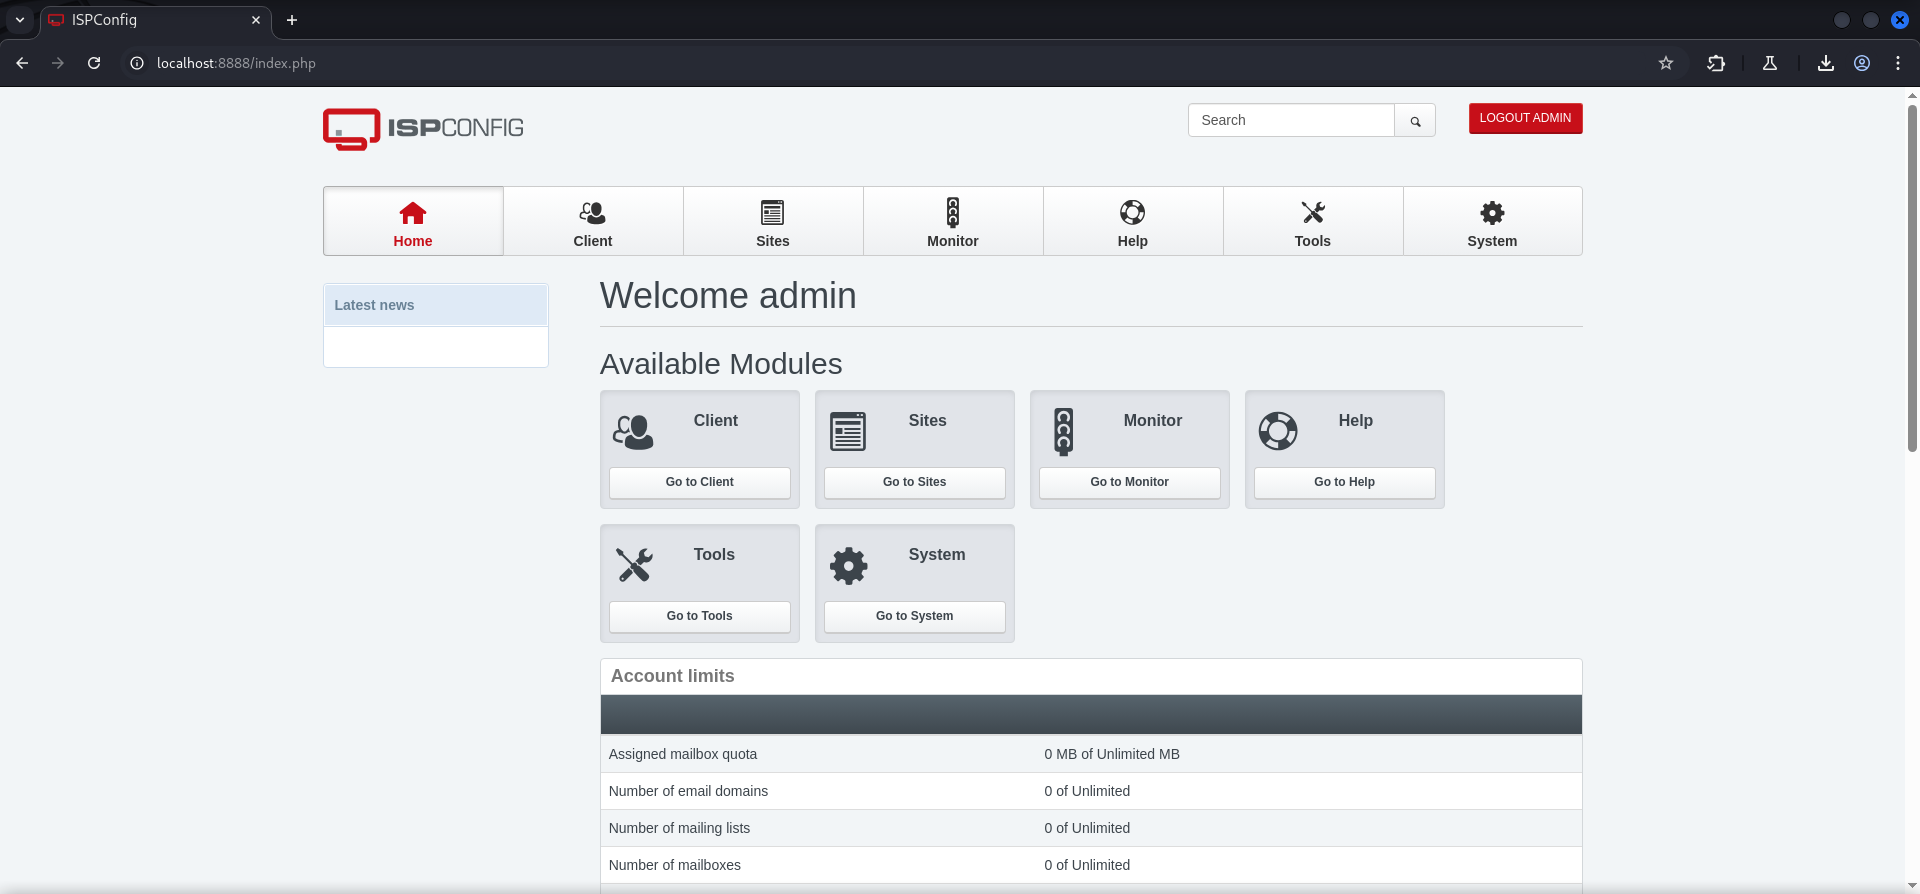 ISPConfig
localhost:8888/index.php
ISPCONFIG
Search
LOGOUT ADMIN
Home
Client
Sites
Monitor
Help
Tools
System
Latest news
Welcome admin
Available Modules
Client
Sites
Monitor
Help
Go to Client
Go to Sites
Go to Monitor
Go to Help
Tools
System
Go to Tools
Go to System
Account limits
Assigned mailbox quota 0 MB of Unlimited MB
Number of email domains 0 of Unlimited
Number of mailing lists 0 of Unlimited
Number of mailboxes 0 of Unlimited